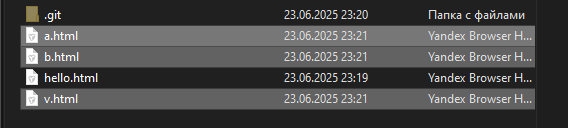 .git 23.06.2025 23:20 Папка с файлами
a.html 23.06.2025 23:21 Yandex Browser H...
b.html 23.06.2025 23:21 Yandex Browser H...
hello.html 23.06.2025 23:19 Yandex Browser H...
v.html 23.06.2025 23:21 Yandex Browser H...